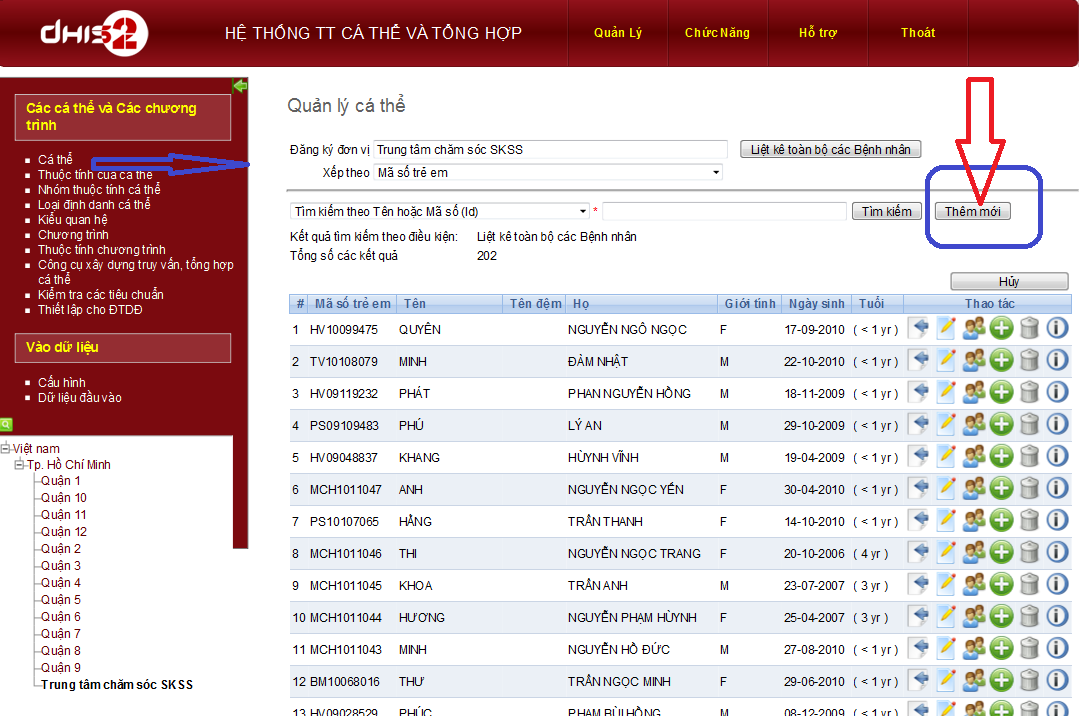 dhis2
HỆ THỐNG TT CÁ THỂ VÀ TỔNG HỢP
Quản Lý
Chức Năng
Hỗ trợ
Thoát
Các cá thể và Các chương
trình
Cá thể
Thuộc tính của cá thể
Nhóm thuộc tính cá thể
Loại định danh cá thể
Kiểu quan hệ
Chương trình
Thuộc tính chương trình
Công cụ xây dựng truy vấn, tổng hợp
cá thể
Kiểm tra các tiêu chuẩn
Thiết lập cho ĐTDĐ
Vào dữ liệu
Cấu hình
Dữ liệu đầu vào
Việt nam
Tp. Hồ Chí Minh
Quận 1
Quận 10
Quận 11
Quận 12
Quận 2
Quận 3
Quận 4
Quận 5
Quận 6
Quận 7
Quận 8
Quận 9
Trung tâm chăm sóc SKSS
Quản lý cá thể
Đăng ký đơn vị Trung tâm chăm sóc SKSS Liệt kê toàn bộ các Bệnh nhân
Xếp theo Mã số trẻ em
Tìm kiếm theo Tên hoặc Mã số (Id) * Tìm kiếm Thêm mới
Kết quả tìm kiếm theo điều kiện: Liệt kê toàn bộ các Bệnh nhân
Tổng số các kết quả 202
Hủy
# Mã số trẻ em Tên Tên đệm Họ Giới tính Ngày sinh Tuổi Thao tác
1 HV10099475 QUYÊN NGUYỄN NGÔ NGỌC F 17-09-2010 ( < 1 yr )
2 TV10108079 MINH ĐÀM NHẬT M 22-10-2010 ( < 1 yr )
3 HV09119232 PHÁT PHAN NGUYỄN HỒNG M 18-11-2009 ( < 1 yr )
4 PS09109483 PHÚ LÝ AN M 29-10-2009 ( < 1 yr )
5 HV09048837 KHANG HÙYNH VĨNH M 19-04-2009 ( < 1 yr )
6 MCH1011047 ANH NGUYỄN NGỌC YẾN F 30-04-2010 ( < 1 yr )
7 PS10107065 HẰNG TRẦN THANH F 14-10-2010 ( < 1 yr )
8 MCH1011046 THI NGUYỄN NGỌC TRANG F 20-10-2006 ( 4 yr )
9 MCH1011045 KHOA TRẦN ANH M 23-07-2007 ( 3 yr )
10 MCH1011044 HƯƠNG NGUYỄN PHẠM HÙYNH F 25-04-2007 ( 3 yr )
11 MCH1011043 MINH NGUYỄN HỒ ĐỨC M 27-08-2010 ( < 1 yr )
12 BM10068016 THƯ TRẦN NGỌC MINH F 29-06-2010 ( < 1 yr )
13 HV09028529 PHÚC PHẠM BÙI HỒNG M 08-12-2009 ( < 1 yr )